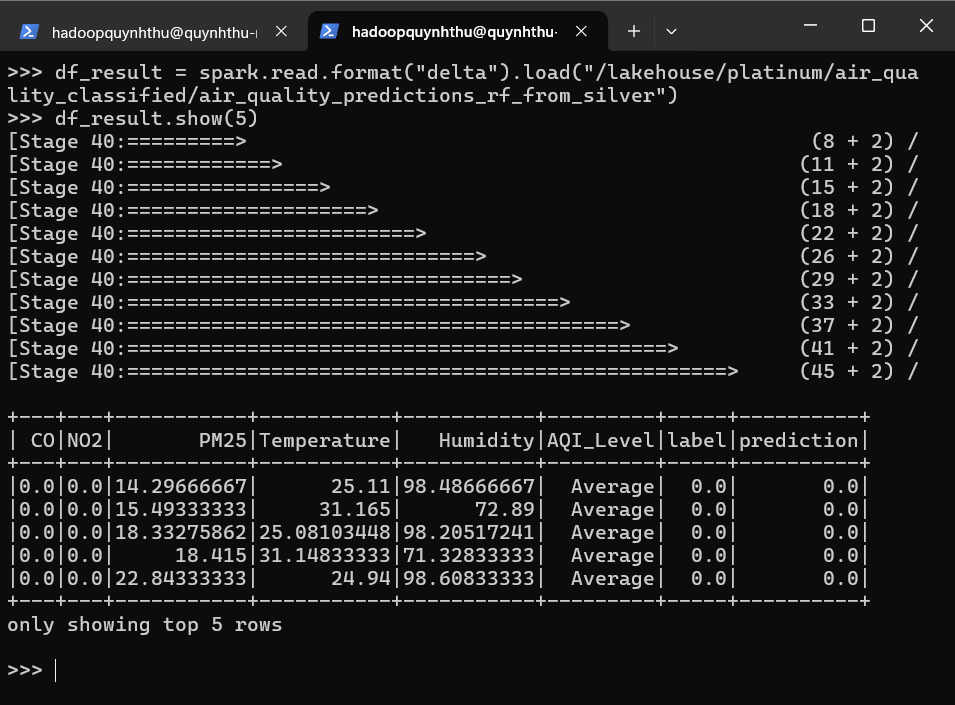 hadoopquynhthu@quynhthu-
hadoopquynhthu@quynhthu-
>>> df_result = spark.read.format("delta").load("/lakehouse/platinum/air_qua
lity_classified/air_quality_predictions_rf_from_silver")
>>> df_result.show(5)
[Stage 40:=========>                                              (8 + 2) /
[Stage 40:============>                                          (11 + 2) /
[Stage 40:================>                                      (15 + 2) /
[Stage 40:====================>                                  (18 + 2) /
[Stage 40:========================>                              (22 + 2) /
[Stage 40:=============================>                         (26 + 2) /
[Stage 40:================================>                      (29 + 2) /
[Stage 40:====================================>                  (33 + 2) /
[Stage 40:=========================================>             (37 + 2) /
[Stage 40:=============================================>         (41 + 2) /
[Stage 40:==================================================>    (45 + 2) /
+---+---+-----------+-----------+-----------+---------+-----+----------+
| CO|NO2|       PM25|Temperature|   Humidity|AQI_Level|label|prediction|
+---+---+-----------+-----------+-----------+---------+-----+----------+
|0.0|0.0|14.29666667|      25.11|98.48666667|  Average|  0.0|       0.0|
|0.0|0.0|15.49333333|     31.165|      72.89|  Average|  0.0|       0.0|
|0.0|0.0|18.33275862|25.08103448|98.20517241|  Average|  0.0|       0.0|
|0.0|0.0|     18.415|31.14833333|71.32833333|  Average|  0.0|       0.0|
|0.0|0.0|22.84333333|      24.94|98.60833333|  Average|  0.0|       0.0|
+---+---+-----------+-----------+-----------+---------+-----+----------+
only showing top 5 rows
>>>